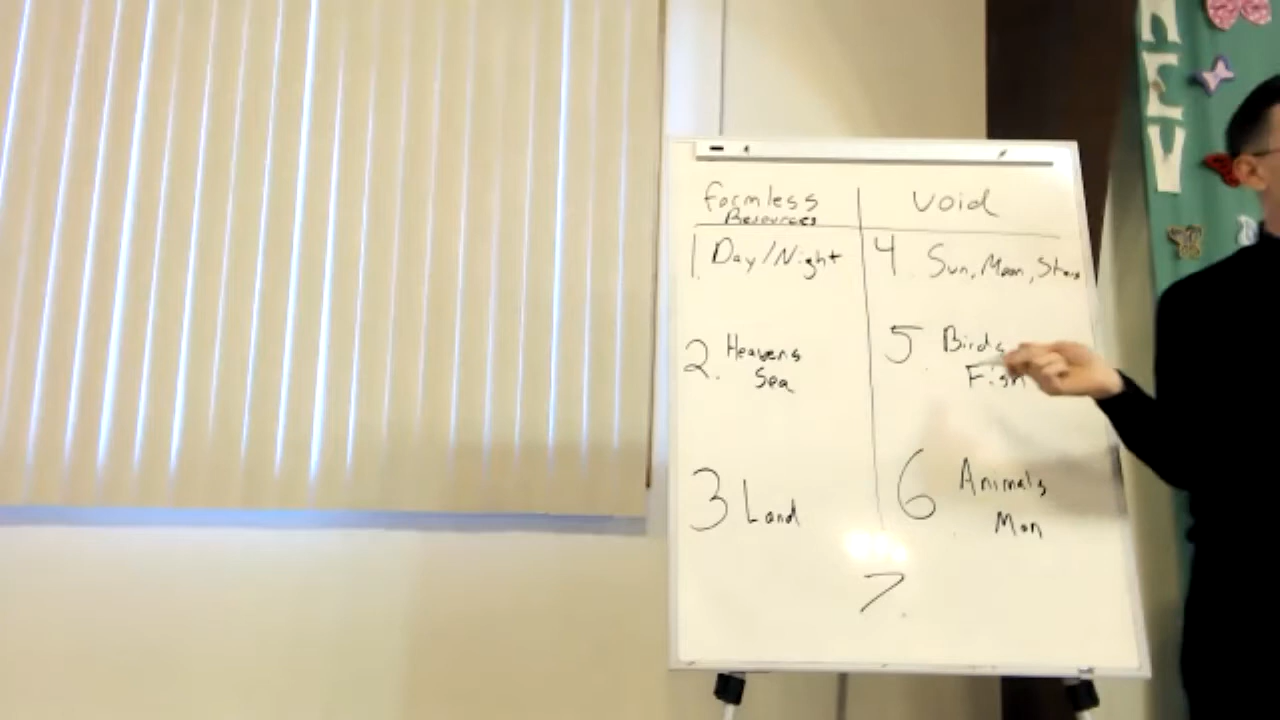 formless
Resources
void
1. Day/Night
4. Sun, Moon, Stars
2. Heavens
Sea
5. Birds
Fish
3 Land
6. Animals
Man
7.